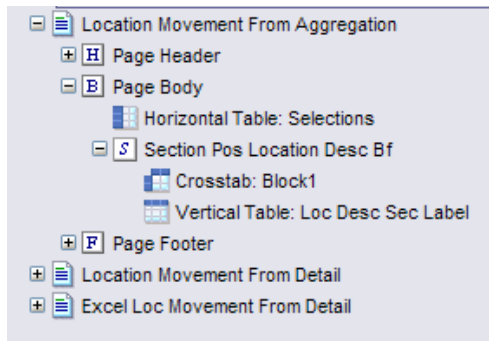 Location Movement From Aggregation
H Page Header
B Page Body
Horizontal Table: Selections
S Section Pos Location Desc Bf
Crosstab: Block1
Vertical Table: Loc Desc Sec Label
F Page Footer
Location Movement From Detail
Excel Loc Movement From Detail